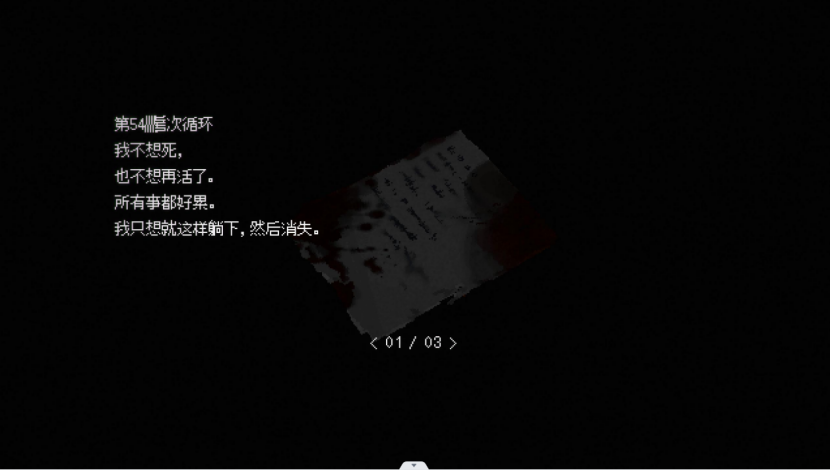 第54次循环
我不想死，
也不想再活了。
所有事都好累。
我只想就这样躺下，然后消失。
< 01 / 03 >